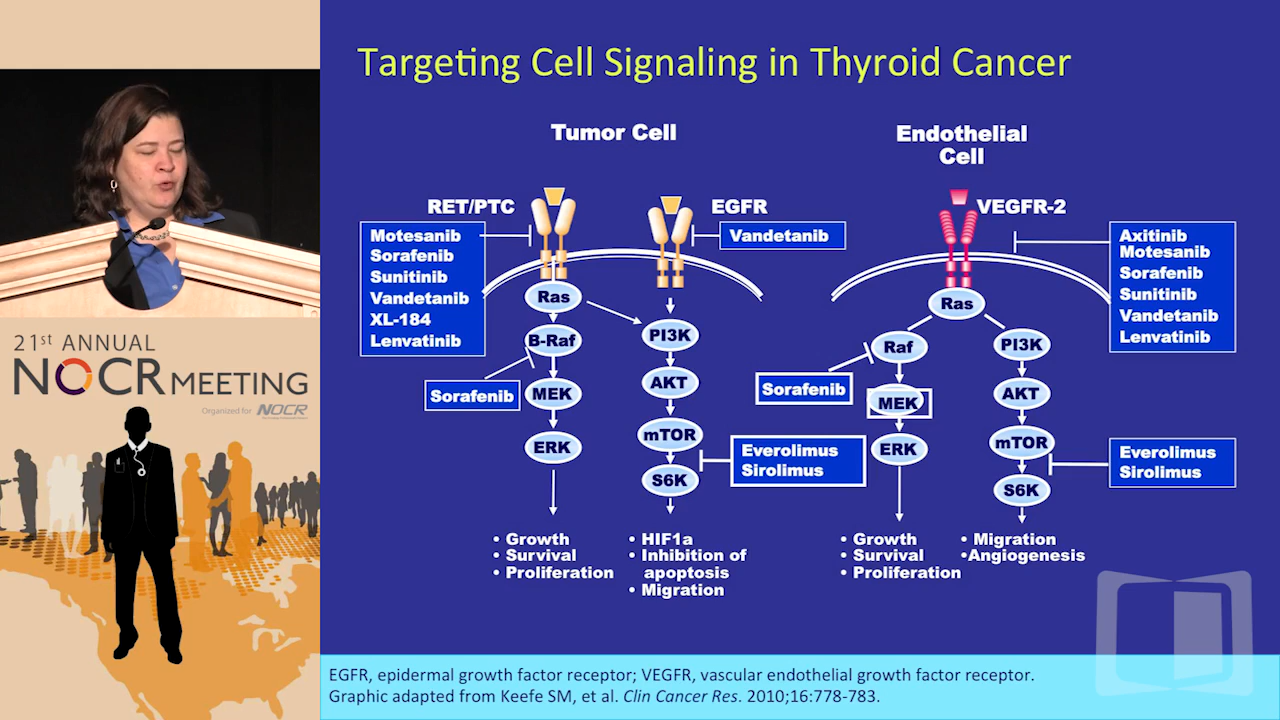 Targeting Cell Signaling in Thyroid Cancer
Tumor Cell
Endothelial
Cell
RET/PTC
EGFR
VEGFR-2
Motesanib
Sorafenib
Sunitinib
Vandetanib
XL-184
Lenvatinib
Vandetanib
Axitinib
Motesanib
Sorafenib
Sunitinib
Vandetanib
Lenvatinib
Ras
B-Raf
MEK
ERK
PI3K
AKT
mTOR
S6K
Sorafenib
Everolimus
Sirolimus
Ras
Raf
MEK
ERK
PI3K
AKT
mTOR
S6K
Sorafenib
Everolimus
Sirolimus
• Growth
• Survival
• Proliferation
• HIF1a
• Inhibition of
apoptosis
• Migration
• Growth
• Survival
• Proliferation
• Migration
•Angiogenesis
EGFR, epidermal growth factor receptor; VEGFR, vascular endothelial growth factor receptor.
Graphic adapted from Keefe SM, et al. Clin Cancer Res. 2010;16:778-783.
21st ANNUAL
NOCR MEETING
Organized for NOCR